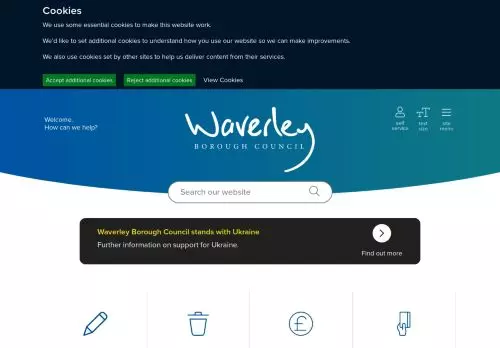 Cookies
We use some essential cookies to make this website work.
We'd like to set additional cookies to understand how you use our website so we can make improvements.
We also use cookies set by other sites to help us deliver content from their services.
Accept additional cookies
Reject additional cookies
View Cookies
Welcome.
How can we help?
Waverley
BOROUGH COUNCIL
self service
text size
site menu
Search our website
Waverley Borough Council stands with Ukraine
Further information on support for Ukraine.
Find out more